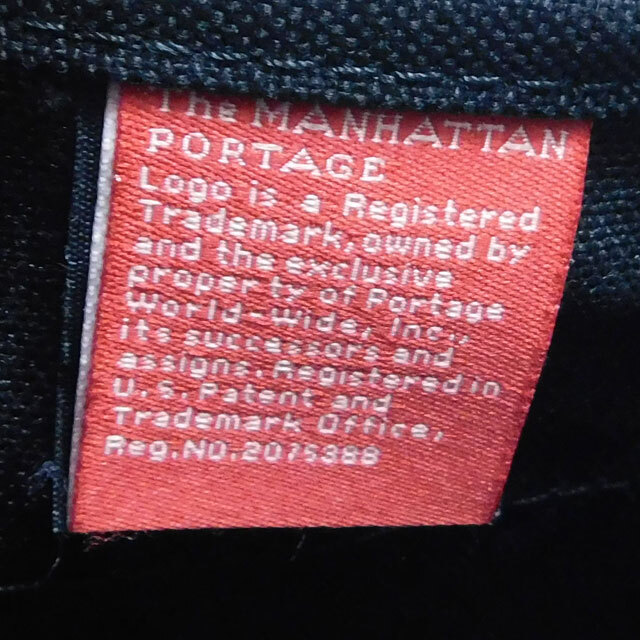 The MANHATTAN
PORTAGE
Logo is a Registered
Trademark, owned by
and the exclusive
property of Portage
World-Wide, Inc.,
its successors and
assigns. Registered in
U.S. Patent and
Trademark Office,
Reg.NO.2075388